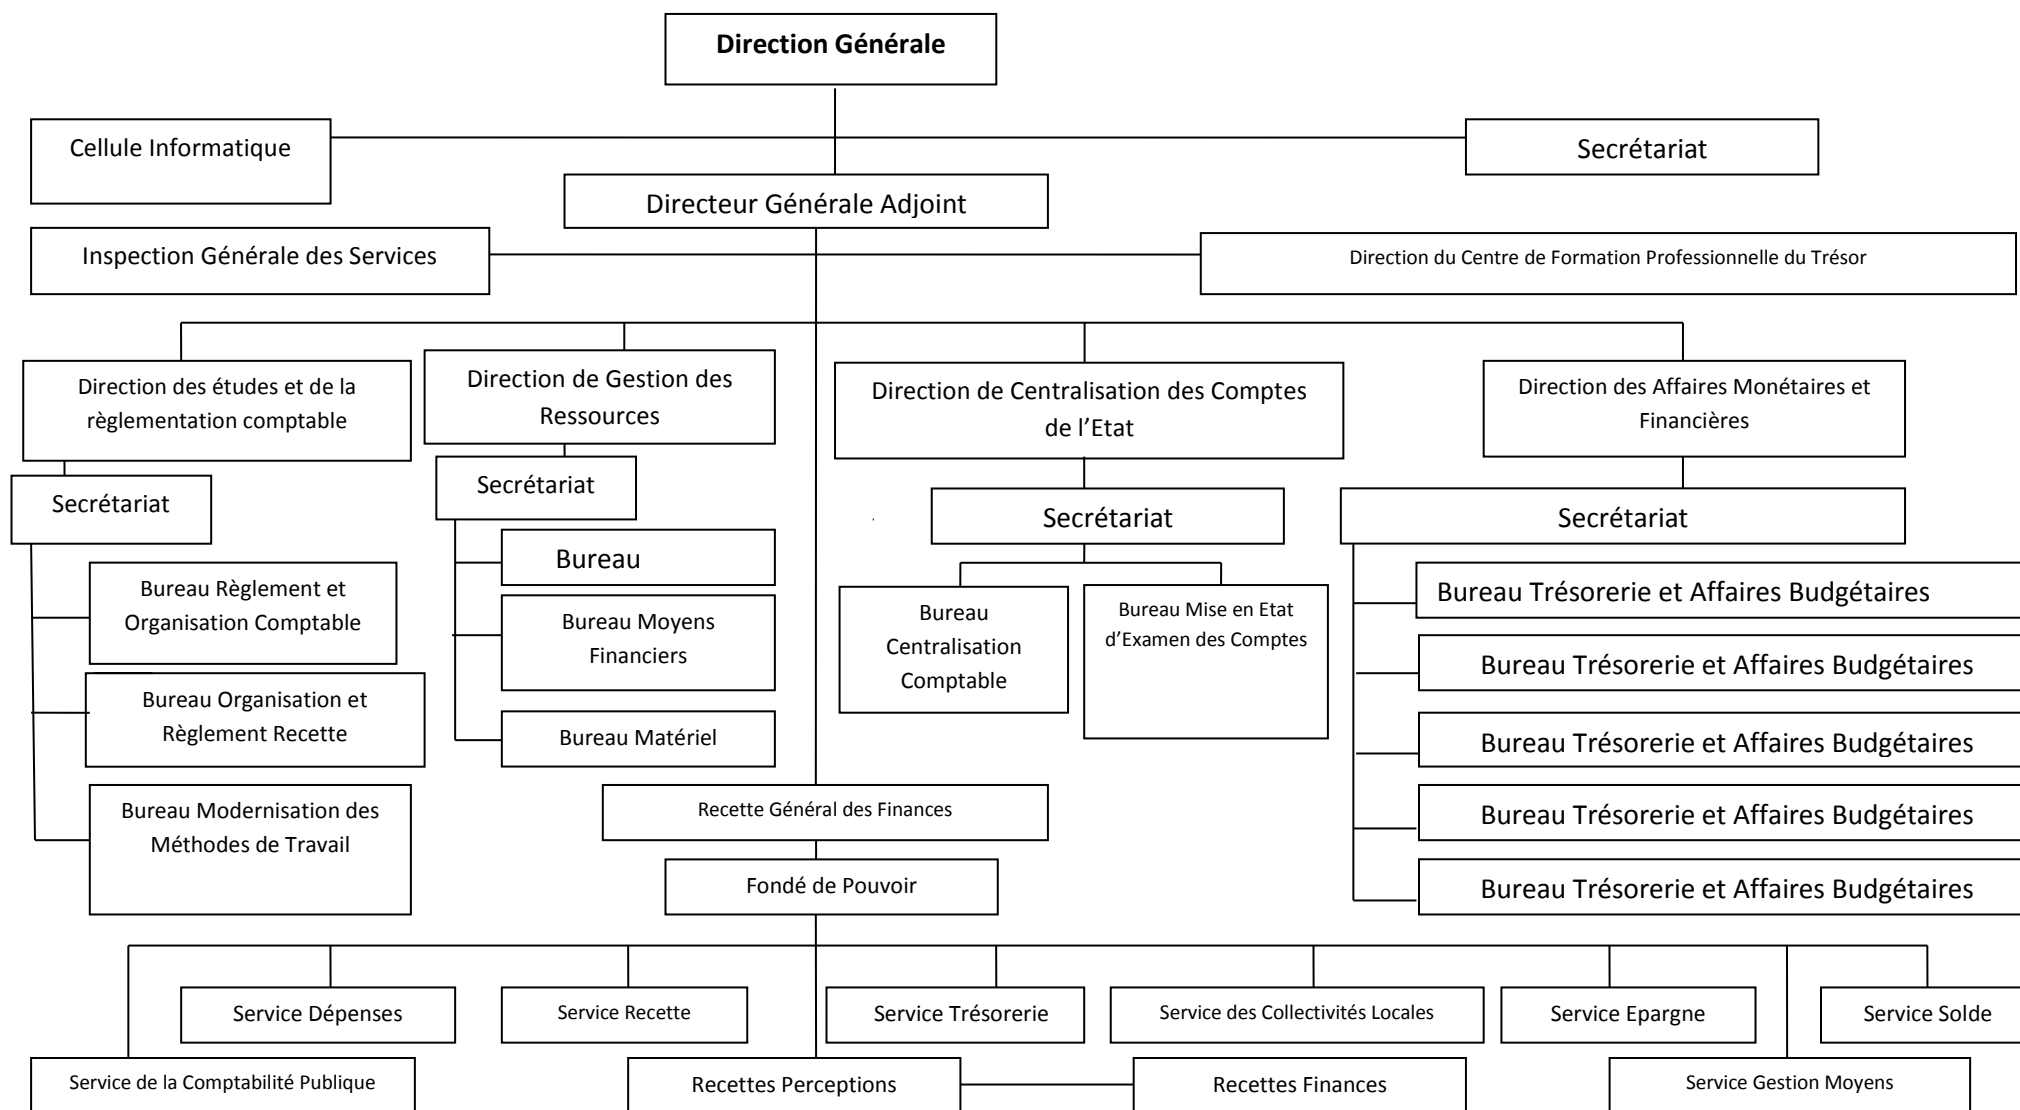 Direction Générale
Cellule Informatique
Secrétariat
Directeur Générale Adjoint
Inspection Générale des Services
Direction du Centre de Formation Professionnelle du Trésor
Direction des études et de la
règlementation comptable
Direction de Gestion des
Ressources
Direction de Centralisation des Comptes
de l’Etat
Direction des Affaires Monétaires et
Financières
Secrétariat
Secrétariat
Secrétariat
Secrétariat
Bureau Règlement et
Organisation Comptable
Bureau Organisation et
Règlement Recette
Bureau Modernisation des
Méthodes de Travail
Bureau
Bureau Moyens
Financiers
Bureau Matériel
Bureau
Centralisation
Comptable
Bureau Mise en Etat
d’Examen des Comptes
Bureau Trésorerie et Affaires Budgétaires
Bureau Trésorerie et Affaires Budgétaires
Bureau Trésorerie et Affaires Budgétaires
Bureau Trésorerie et Affaires Budgétaires
Bureau Trésorerie et Affaires Budgétaires
Recette Général des Finances
Fondé de Pouvoir
Service Dépenses
Service Recette
Service Trésorerie
Service des Collectivités Locales
Service Epargne
Service Solde
Service de la Comptabilité Publique
Recettes Perceptions
Recettes Finances
Service Gestion Moyens